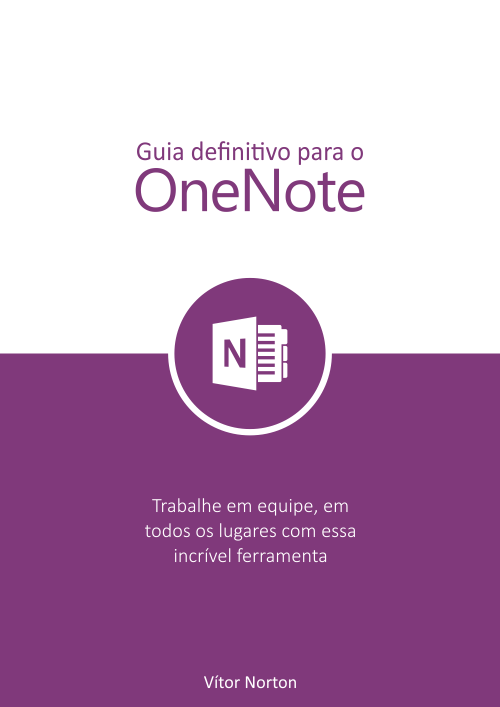 Guia definitivo para o
OneNote
N
Trabalhe em equipe, em
todos os lugares com essa
incrível ferramenta
Vítor Norton